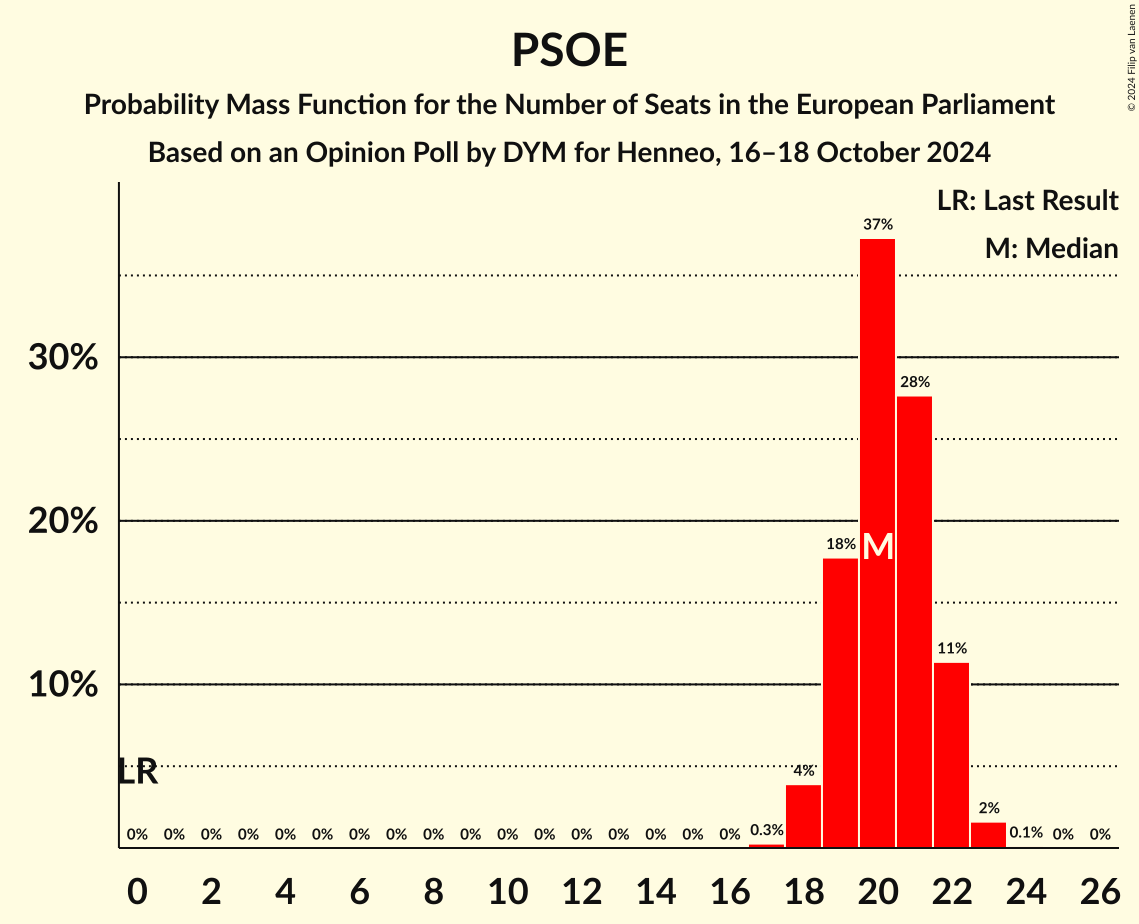 PSOE
Probability Mass Function for the Number of Seats in the European Parliament
Based on an Opinion Poll by DYM for Henneo, 16–18 October 2024
© 2024 Filip van Laenen
LR: Last Result
M: Median
30%
20%
10%
LR
M
0% 0% 0% 0% 0% 0% 0% 0% 0% 0% 0% 0% 0% 0% 0% 0% 0% 0.3% 4% 18% 37% 28% 11% 2% 0.1% 0% 0%
0 2 4 6 8 10 12 14 16 18 20 22 24 26